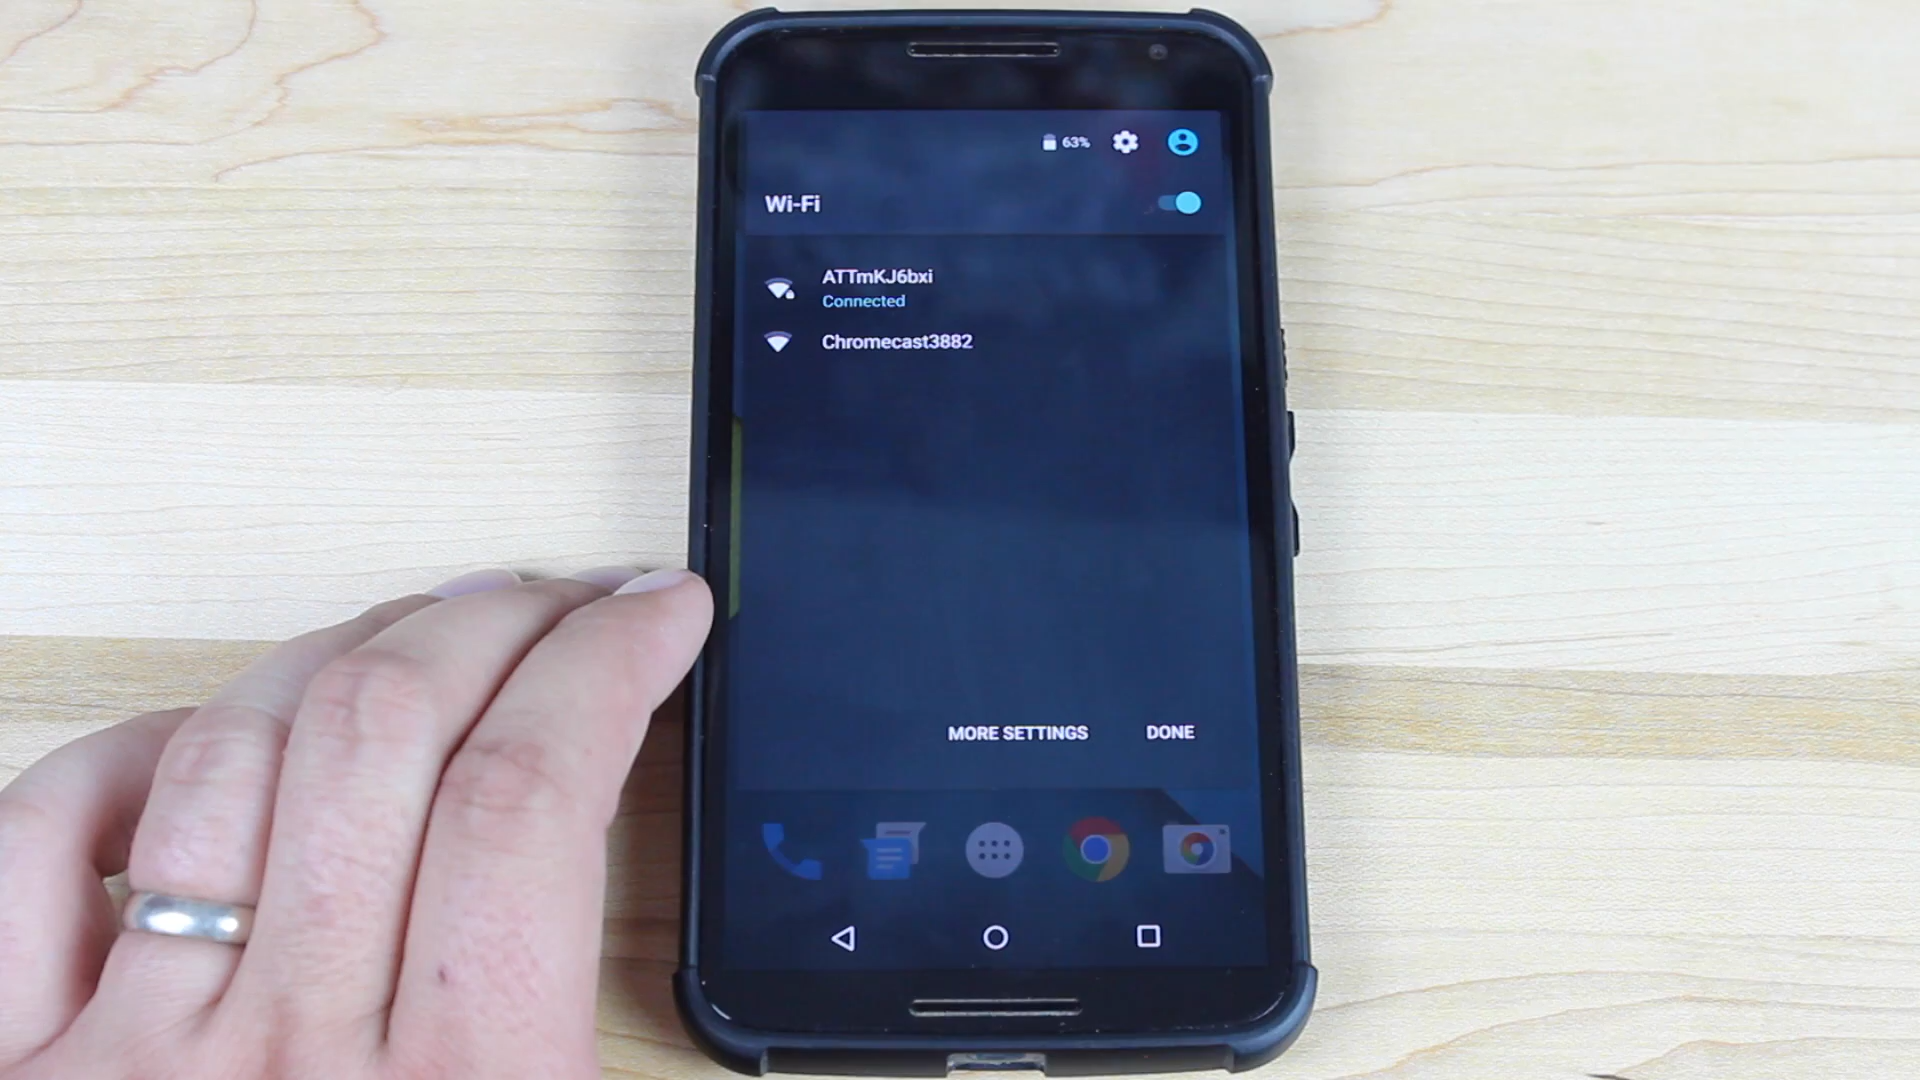 63%
Wi-Fi
ATTmKJ6bxi
Connected
Chromecast3882
MORE SETTINGS
DONE